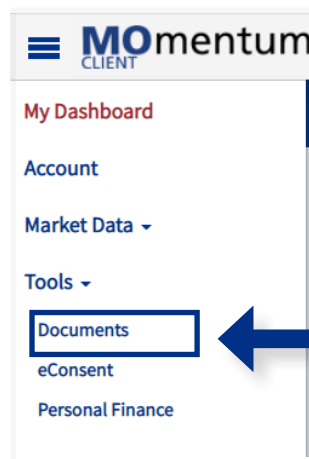 MOmentum
CLIENT
My Dashboard
Account
Market Data
Tools
Documents
eConsent
Personal Finance